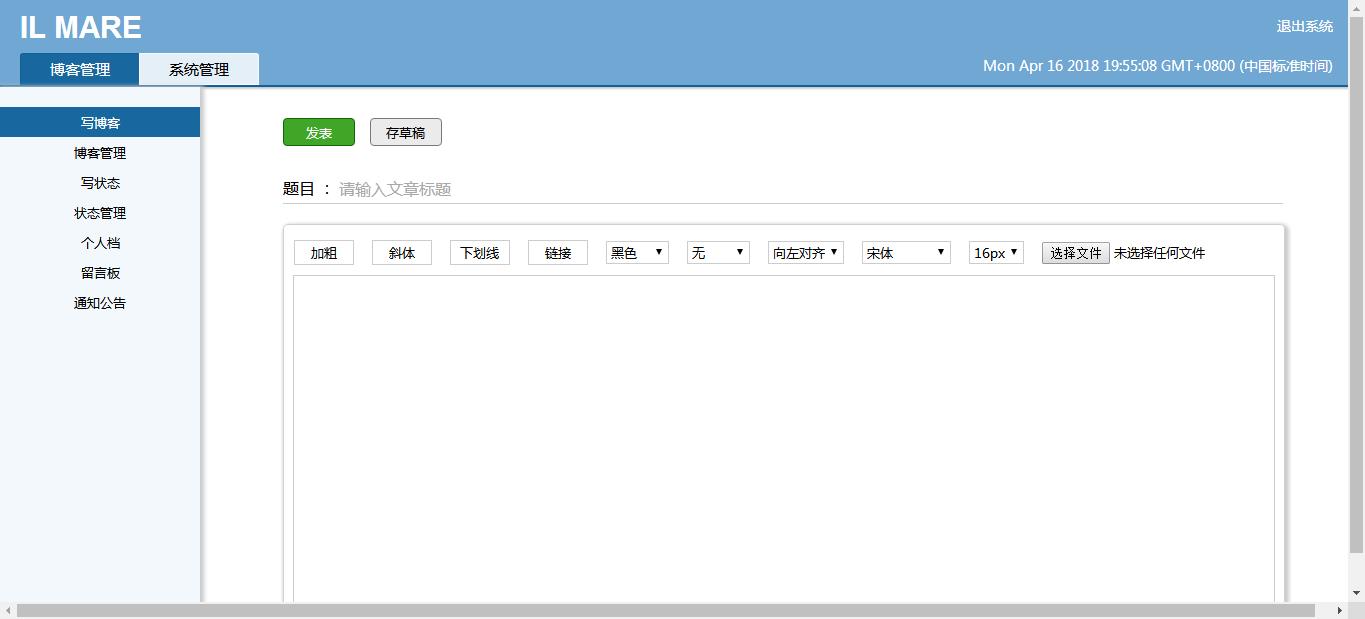 IL MARE
退出系统
博客管理 系统管理
Mon Apr 16 2018 19:55:08 GMT+0800 (中国标准时间)
写博客
博客管理
写状态
状态管理
个人档
留言板
通知公告
发表 存草稿
题目 ： 请输入文章标题
加粗 斜体 下划线 链接 黑色 无 向左对齐 宋体 16px 选择文件 未选择任何文件